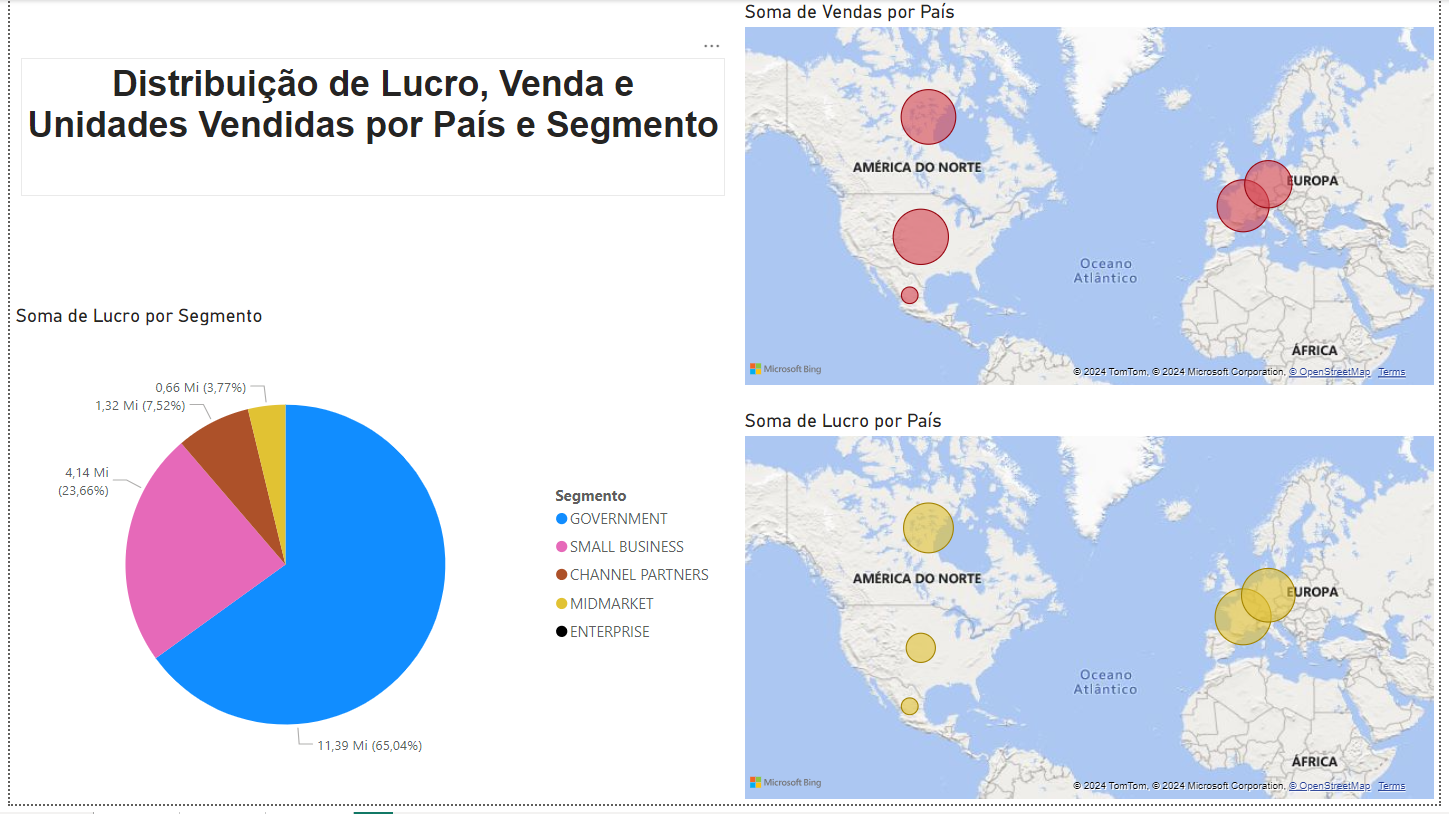 Distribuição de Lucro, Venda e
Unidades Vendidas por País e Segmento
Soma de Lucro por Segmento
0,66 Mi (3,77%)
1,32 Mi (7,52%)
4,14 Mi
(23,66%)
11,39 Mi (65,04%)
Segmento
GOVERNMENT
SMALL BUSINESS
CHANNEL PARTNERS
MIDMARKET
ENTERPRISE
Soma de Vendas por País
AMÉRICA DO NORTE
EUROPA
Oceano
Atlântico
ÁFRICA
Microsoft Bing
© 2024 TomTom, © 2024 Microsoft Corporation, © OpenStreetMap Terms
Soma de Lucro por País
AMÉRICA DO NORTE
EUROPA
Oceano
Atlântico
ÁFRICA
Microsoft Bing
© 2024 TomTom, © 2024 Microsoft Corporation, © OpenStreetMap Terms